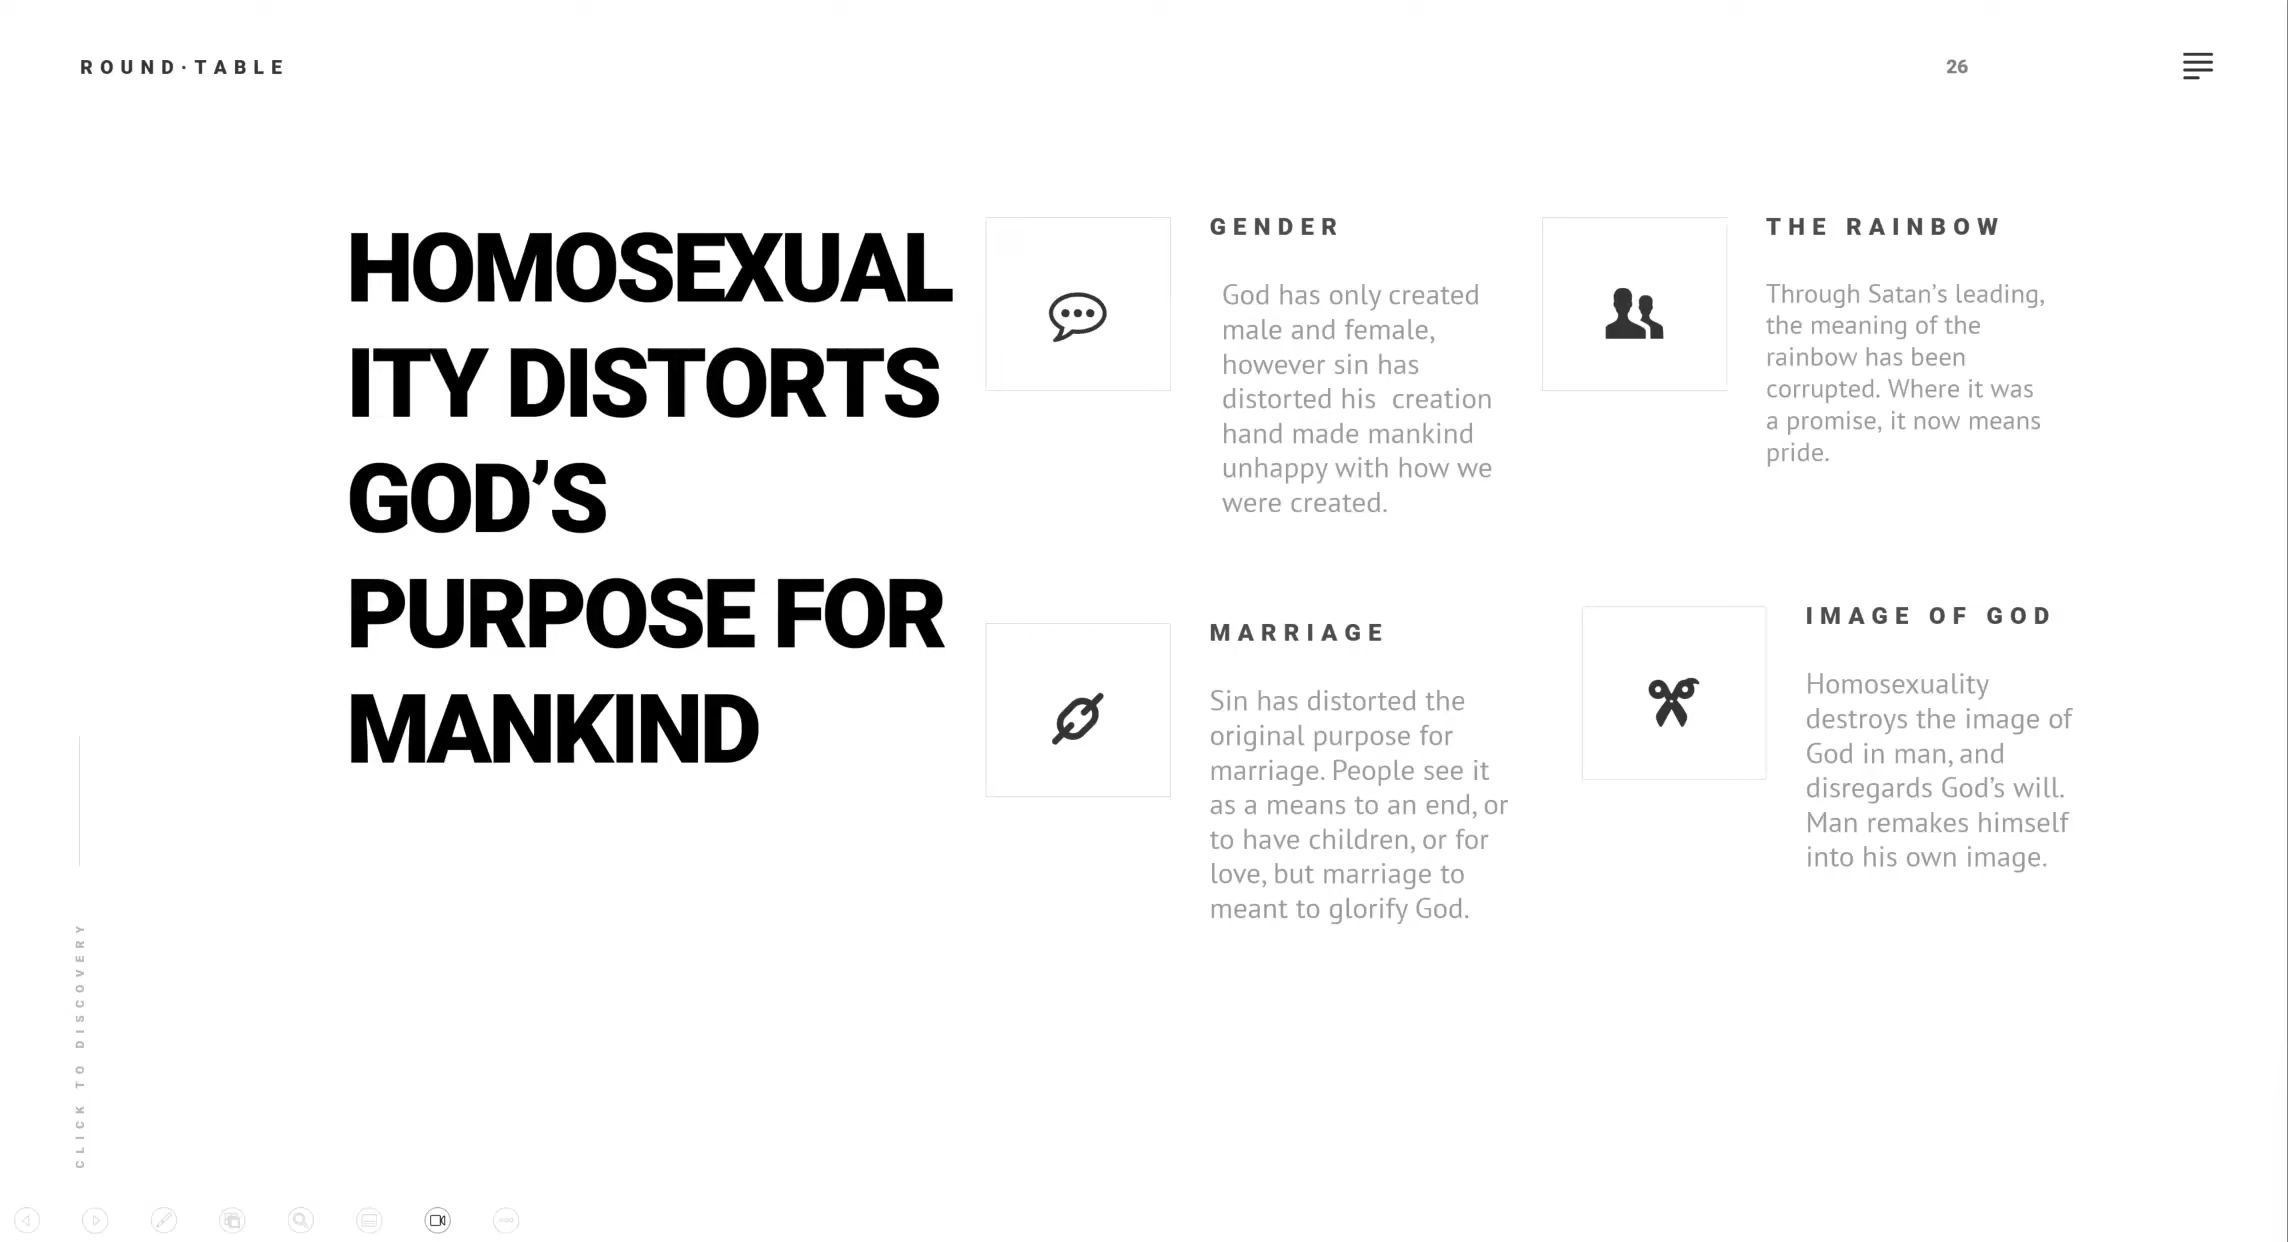 ROUND·TABLE
26
HOMOSEXUAL
ITY DISTORTS
GOD’S
PURPOSE FOR
MANKIND
GENDER
God has only created
male and female,
however sin has
distorted his  creation
hand made mankind
unhappy with how we
were created.
THE RAINBOW
Through Satan’s leading,
the meaning of the
rainbow has been
corrupted. Where it was
a promise, it now means
pride.
MARRIAGE
Sin has distorted the
original purpose for
marriage. People see it
as a means to an end, or
to have children, or for
love, but marriage to
meant to glorify God.
IMAGE OF GOD
Homosexuality
destroys the image of
God in man, and
disregards God’s will.
Man remakes himself
into his own image.
CLICK TO DISCOVERY